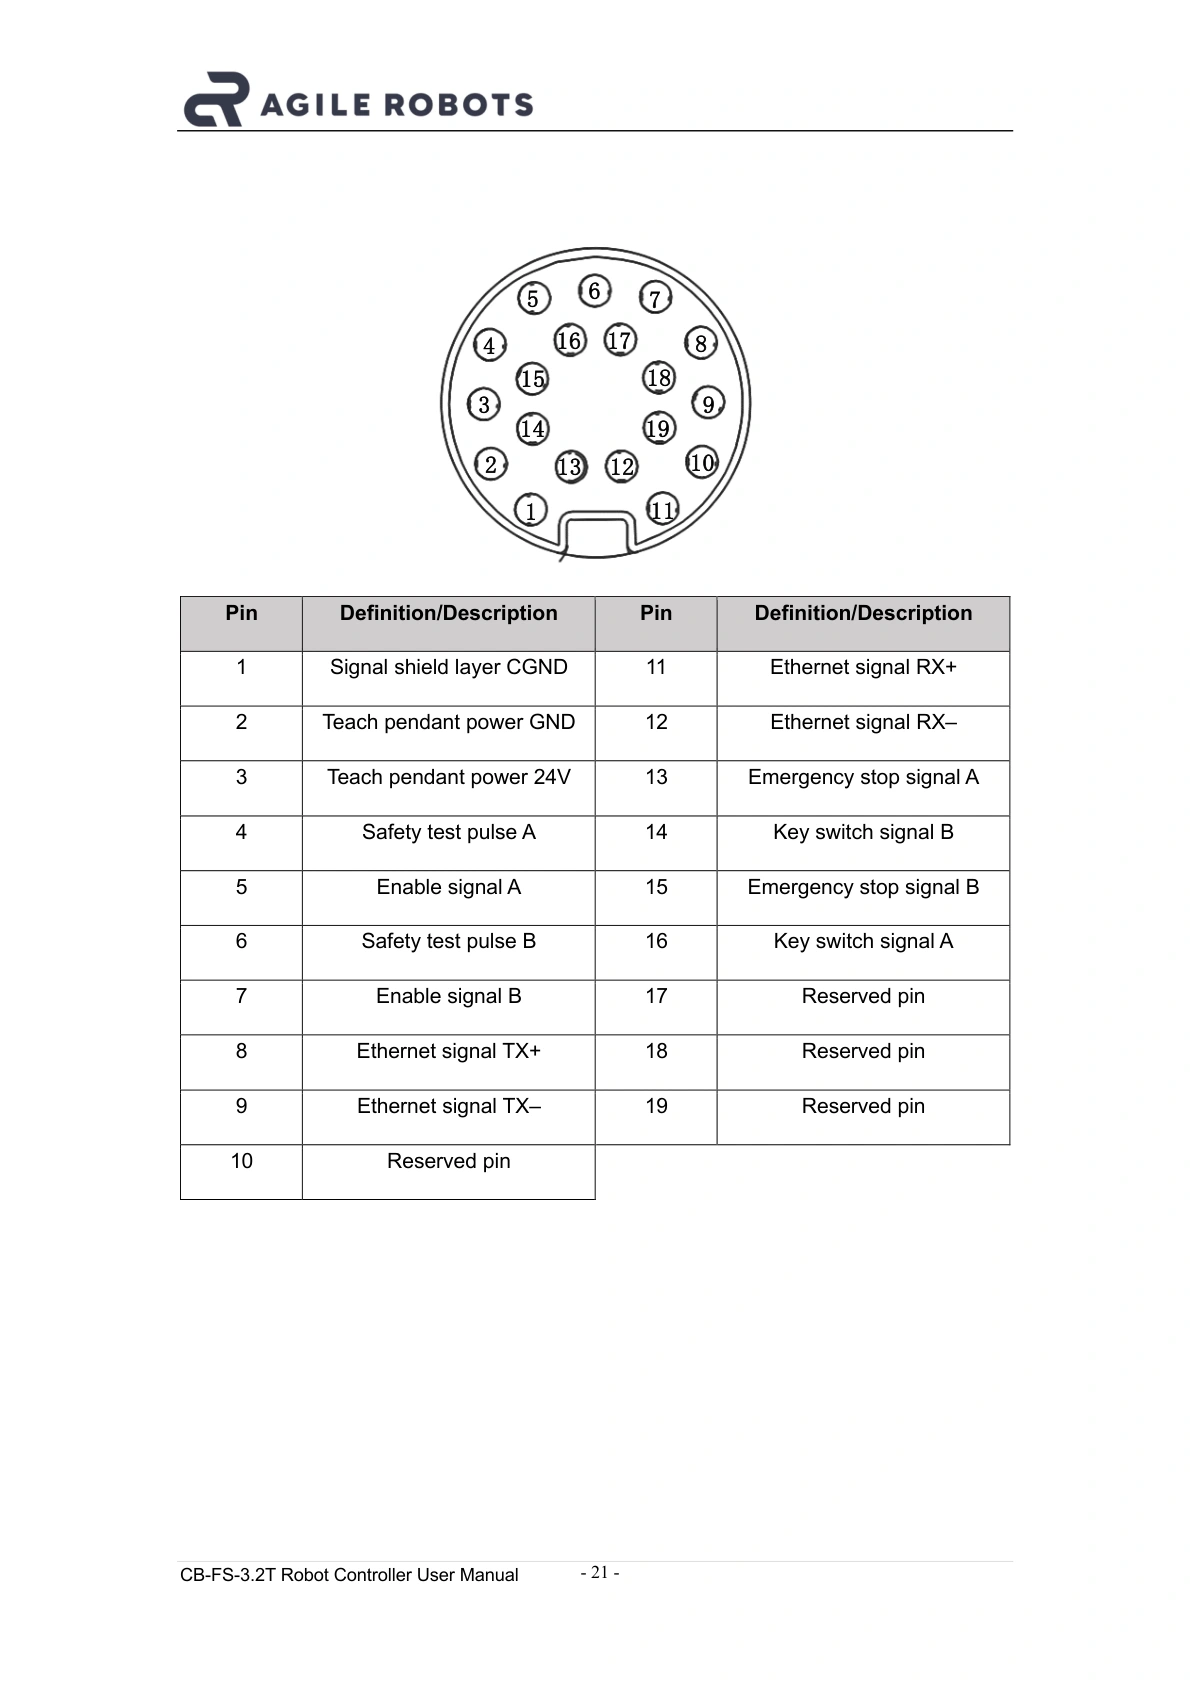 AGILE ROBOTS
5 6 7
4 16 17 8
15 18
3 9
14 19
2 13 12 10
1 11
Pin Definition/Description Pin Definition/Description
1 Signal shield layer CGND 11 Ethernet signal RX+
2 Teach pendant power GND 12 Ethernet signal RX–
3 Teach pendant power 24V 13 Emergency stop signal A
4 Safety test pulse A 14 Key switch signal B
5 Enable signal A 15 Emergency stop signal B
6 Safety test pulse B 16 Key switch signal A
7 Enable signal B 17 Reserved pin
8 Ethernet signal TX+ 18 Reserved pin
9 Ethernet signal TX– 19 Reserved pin
10 Reserved pin
CB-FS-3.2T Robot Controller User Manual - 21 -